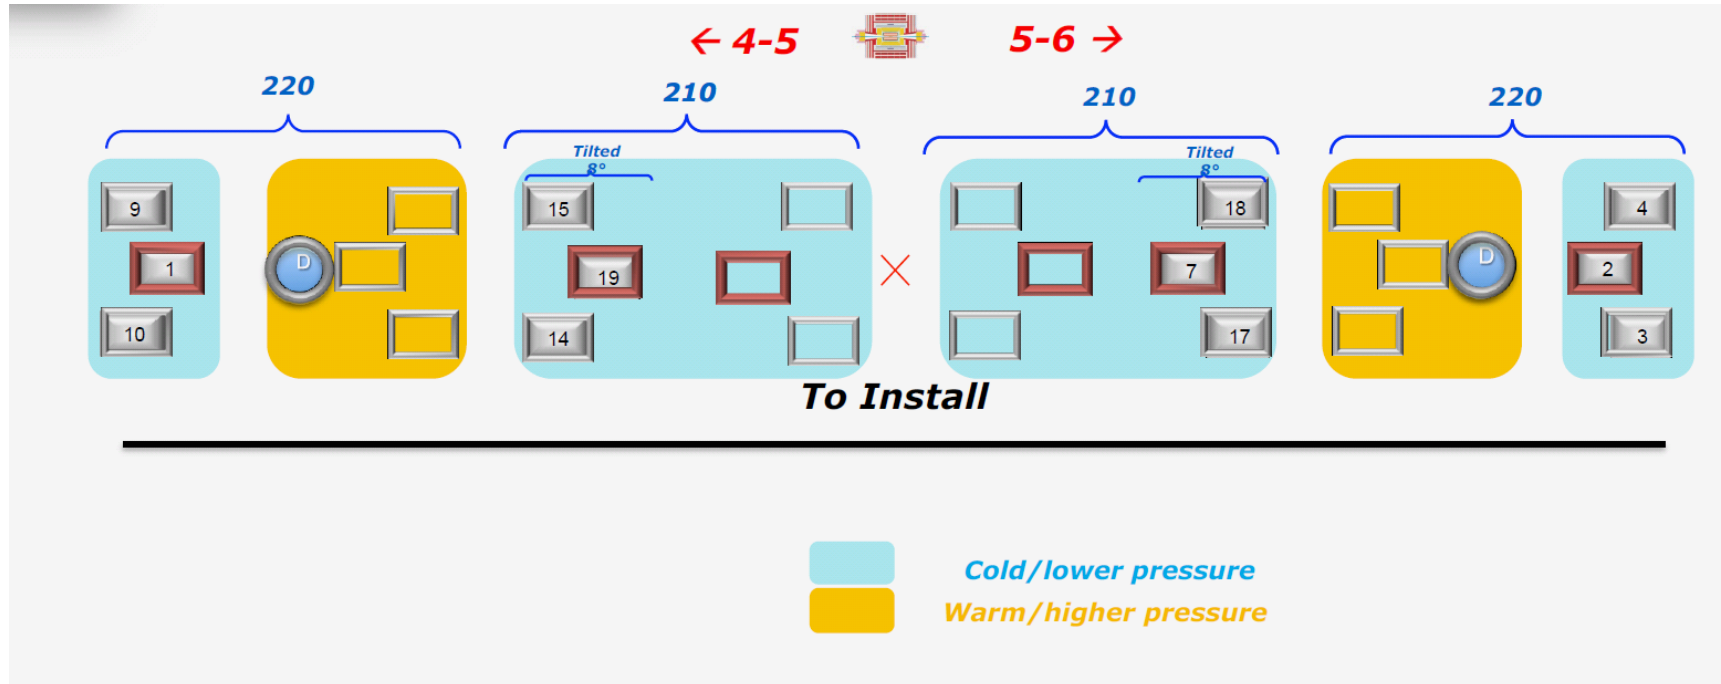 ← 4-5
5-6 →
220
210
210
220
Tilted
8°
Tilted
8°
9
15
18
4
1
D
19
7
D
2
10
14
17
3
To Install
Cold/lower pressure
Warm/higher pressure